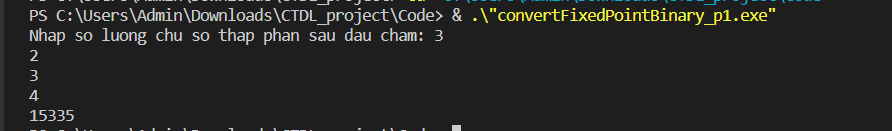 PS C:\Users\Admin\Downloads\CTDL_project\Code> & .\"convertFixedPointBinary_p1.exe"
Nhap so luong chu so thap phan sau dau cham: 3
2
3
4
15335